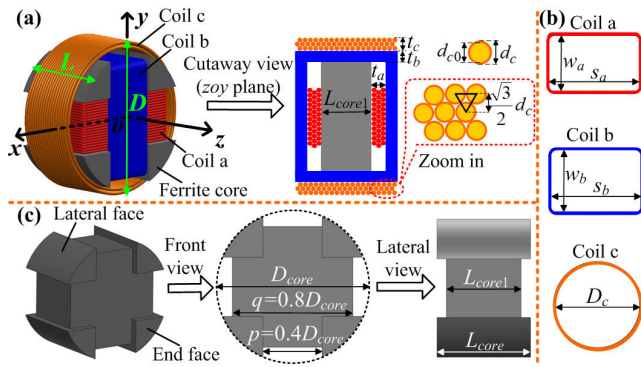 (a)
y
Coil c
Coil b
L
D
o
x
z
Coil a
Ferrite core
Cutaway view
(zoy plane)
t_c
t_b
t_a
L_core1
d_c0
d_c
√3/2 d_c
Zoom in
(b)
Coil a
w_a
s_a
Coil b
w_b
s_b
Coil c
D_c
(c)
Lateral face
End face
Front
view
D_core
q=0.8D_core
p=0.4D_core
Lateral
view
L_core1
L_core